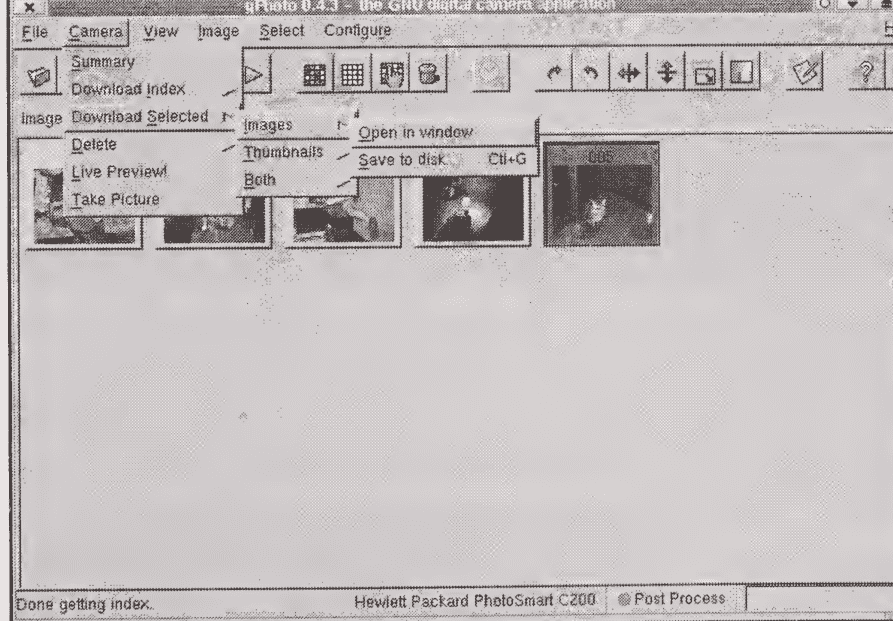 gPhoto 0.4.3 - the GNU digital camera application
File Camera View Image Select Configure
Summary
Download Index
Download Selected
Delete
Live Preview!
Take Picture
Images
Thumbnails
Both
Open in window
Save to disk Ctl+G
Image
005
Done getting index.
Hewlett Packard PhotoSmart C200
Post Process